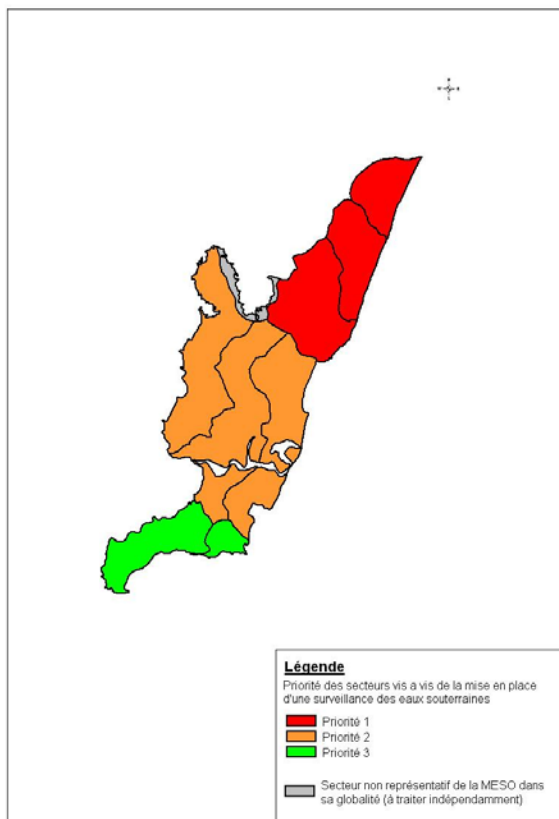 Légende
Priorité des secteurs vis a vis de la mise en place
d'une surveillance des eaux souterraines
Priorité 1
Priorité 2
Priorité 3
Secteur non représentatif de la MESO dans
sa globalité (à traiter indépendamment)